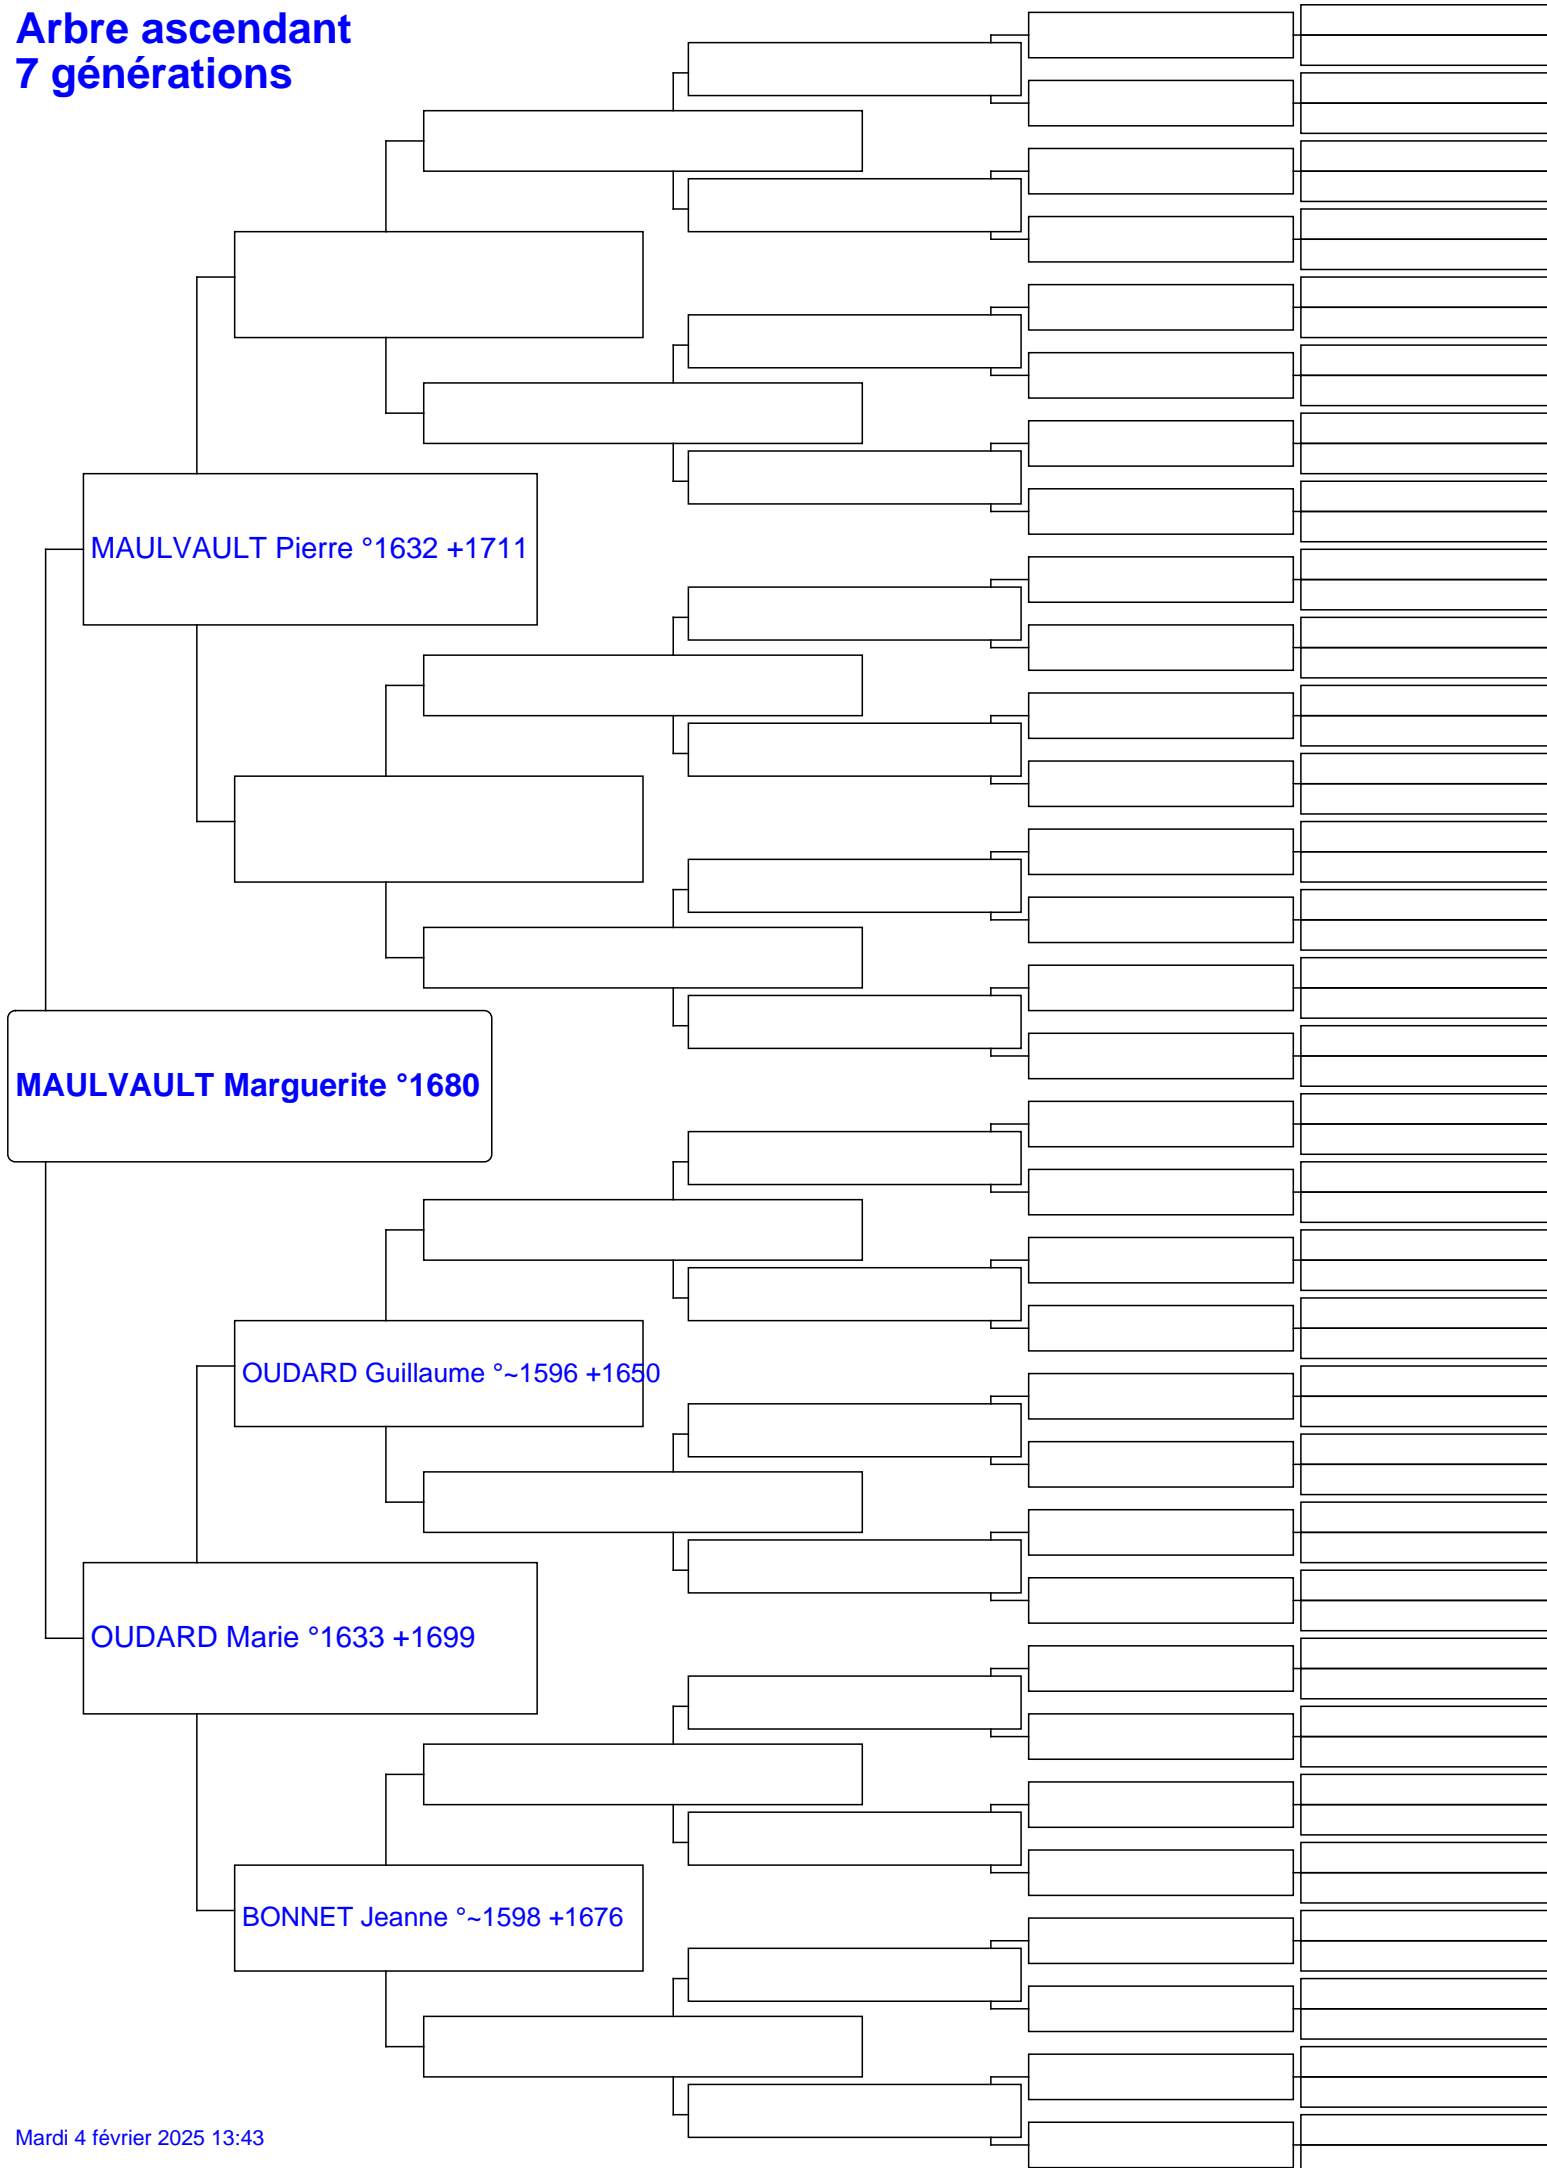 Arbre ascendant
7 générations
MAULVAULT Pierre °1632 +1711
MAULVAULT Marguerite °1680
OUDARD Guillaume °~1596 +1650
OUDARD Marie °1633 +1699
BONNET Jeanne °~1598 +1676
Mardi 4 février 2025 13:43